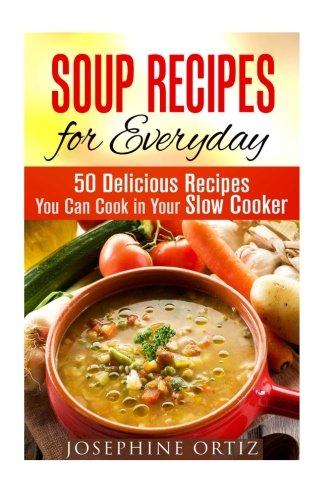 SOUP RECIPES
for Everyday
50 Delicious Recipes
You Can Cook in Your Slow Cooker
JOSEPHINE ORTIZ